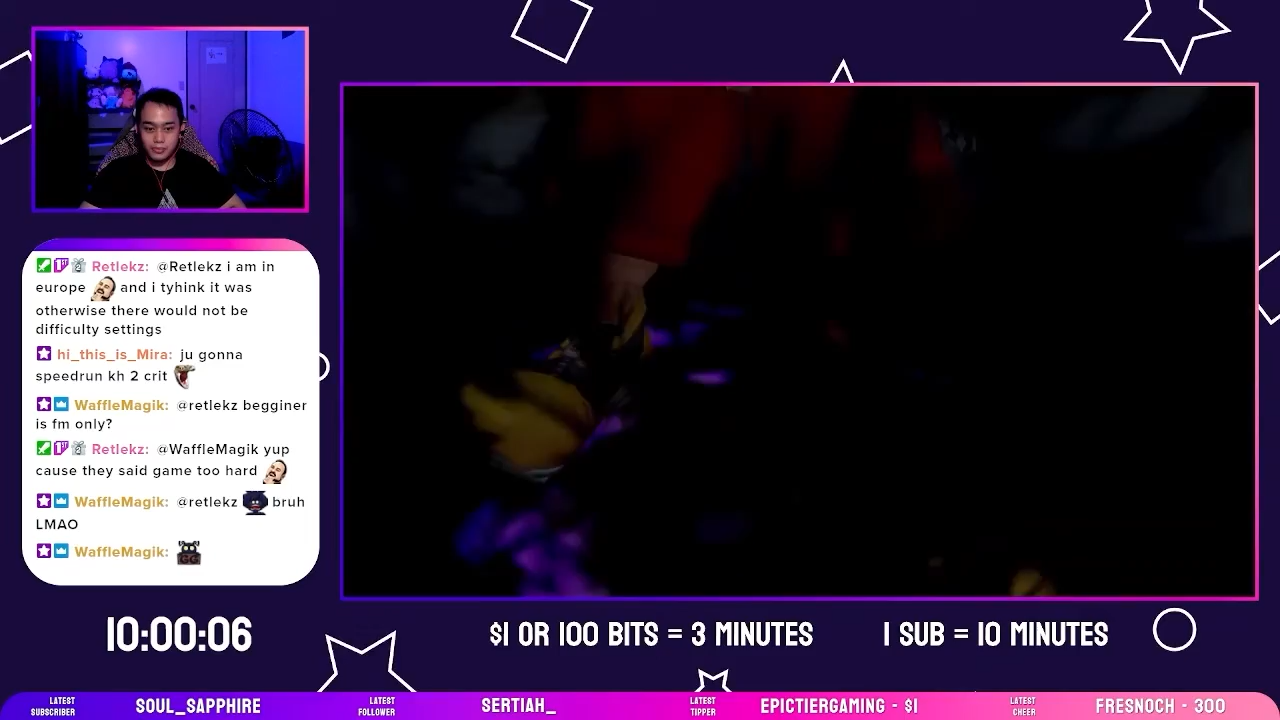 Retlekz: @Retlekz i am in
europe and i tyhink it was
otherwise there would not be
difficulty settings
hi_this_is_Mira: ju gonna
speedrun kh 2 crit
WaffleMagik: @retlekz begginer
is fm only?
Retlekz: @WaffleMagik yup
cause they said game too hard
WaffleMagik: @retlekz bruh
LMAO
WaffleMagik: GG
10:00:06
$1 OR 100 BITS = 3 MINUTES
1 SUB = 10 MINUTES
LATEST
SUBSCRIBER
SOUL_SAPPHIRE
LATEST
FOLLOWER
SERTIAH_
LATEST
TIPPER
EPICTIERGAMING - $1
LATEST
CHEER
FRESNOCH - 300